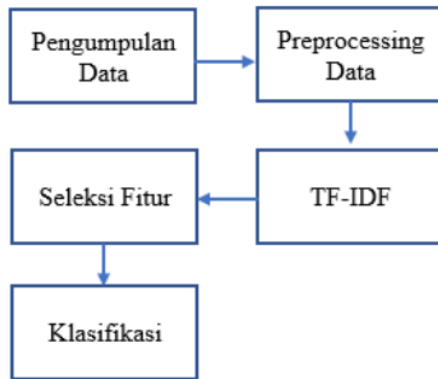 Pengumpulan
Data
Preprocessing
Data
TF-IDF
Seleksi Fitur
Klasifikasi